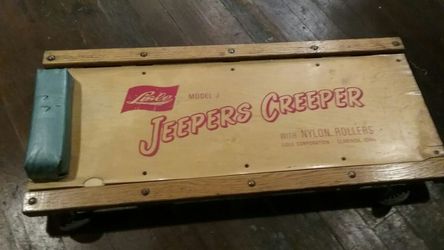 Lisle
MODEL J
JEEPERS CREEPER
WITH NYLON ROLLERS
LISLE CORPORATION CLARINDA, IOWA